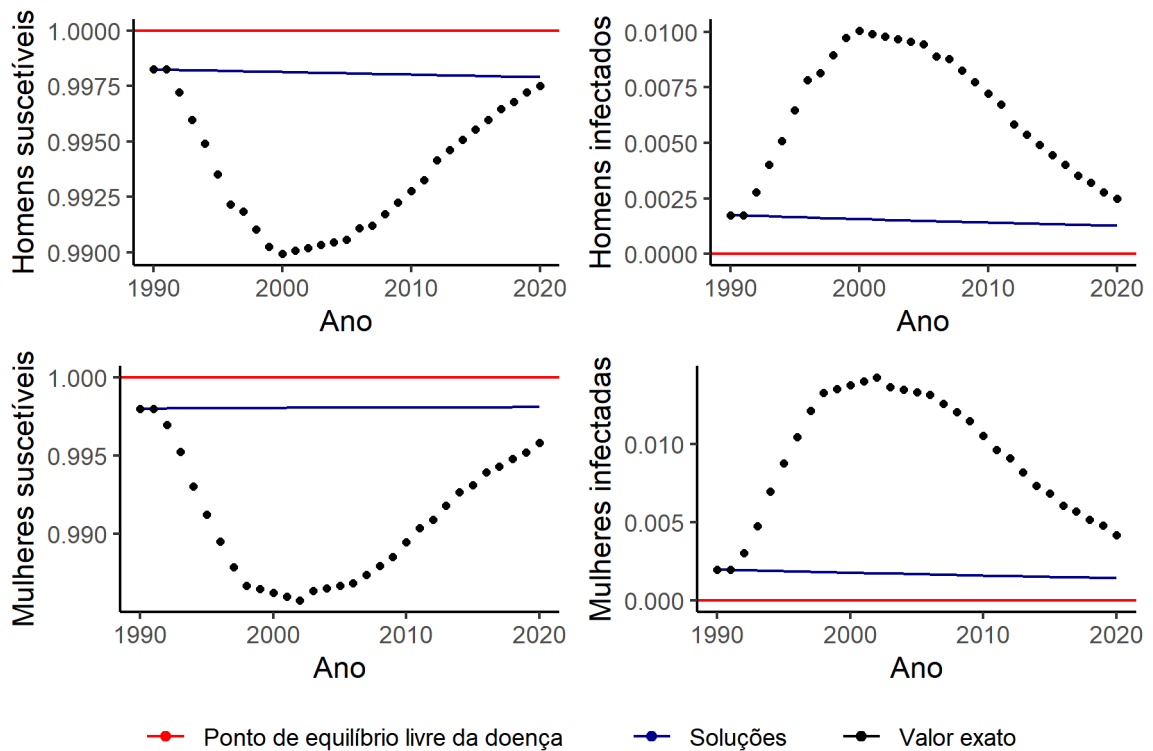 Homens suscetíveis
1.0000
0.9975
0.9950
0.9925
0.9900
1990 2000 2010 2020
Ano
Homens infectados
0.0100
0.0075
0.0050
0.0025
0.0000
1990 2000 2010 2020
Ano
Mulheres suscetíveis
1.000
0.995
0.990
1990 2000 2010 2020
Ano
Mulheres infectadas
0.010
0.005
0.000
1990 2000 2010 2020
Ano
Ponto de equilíbrio livre da doença Soluções Valor exato